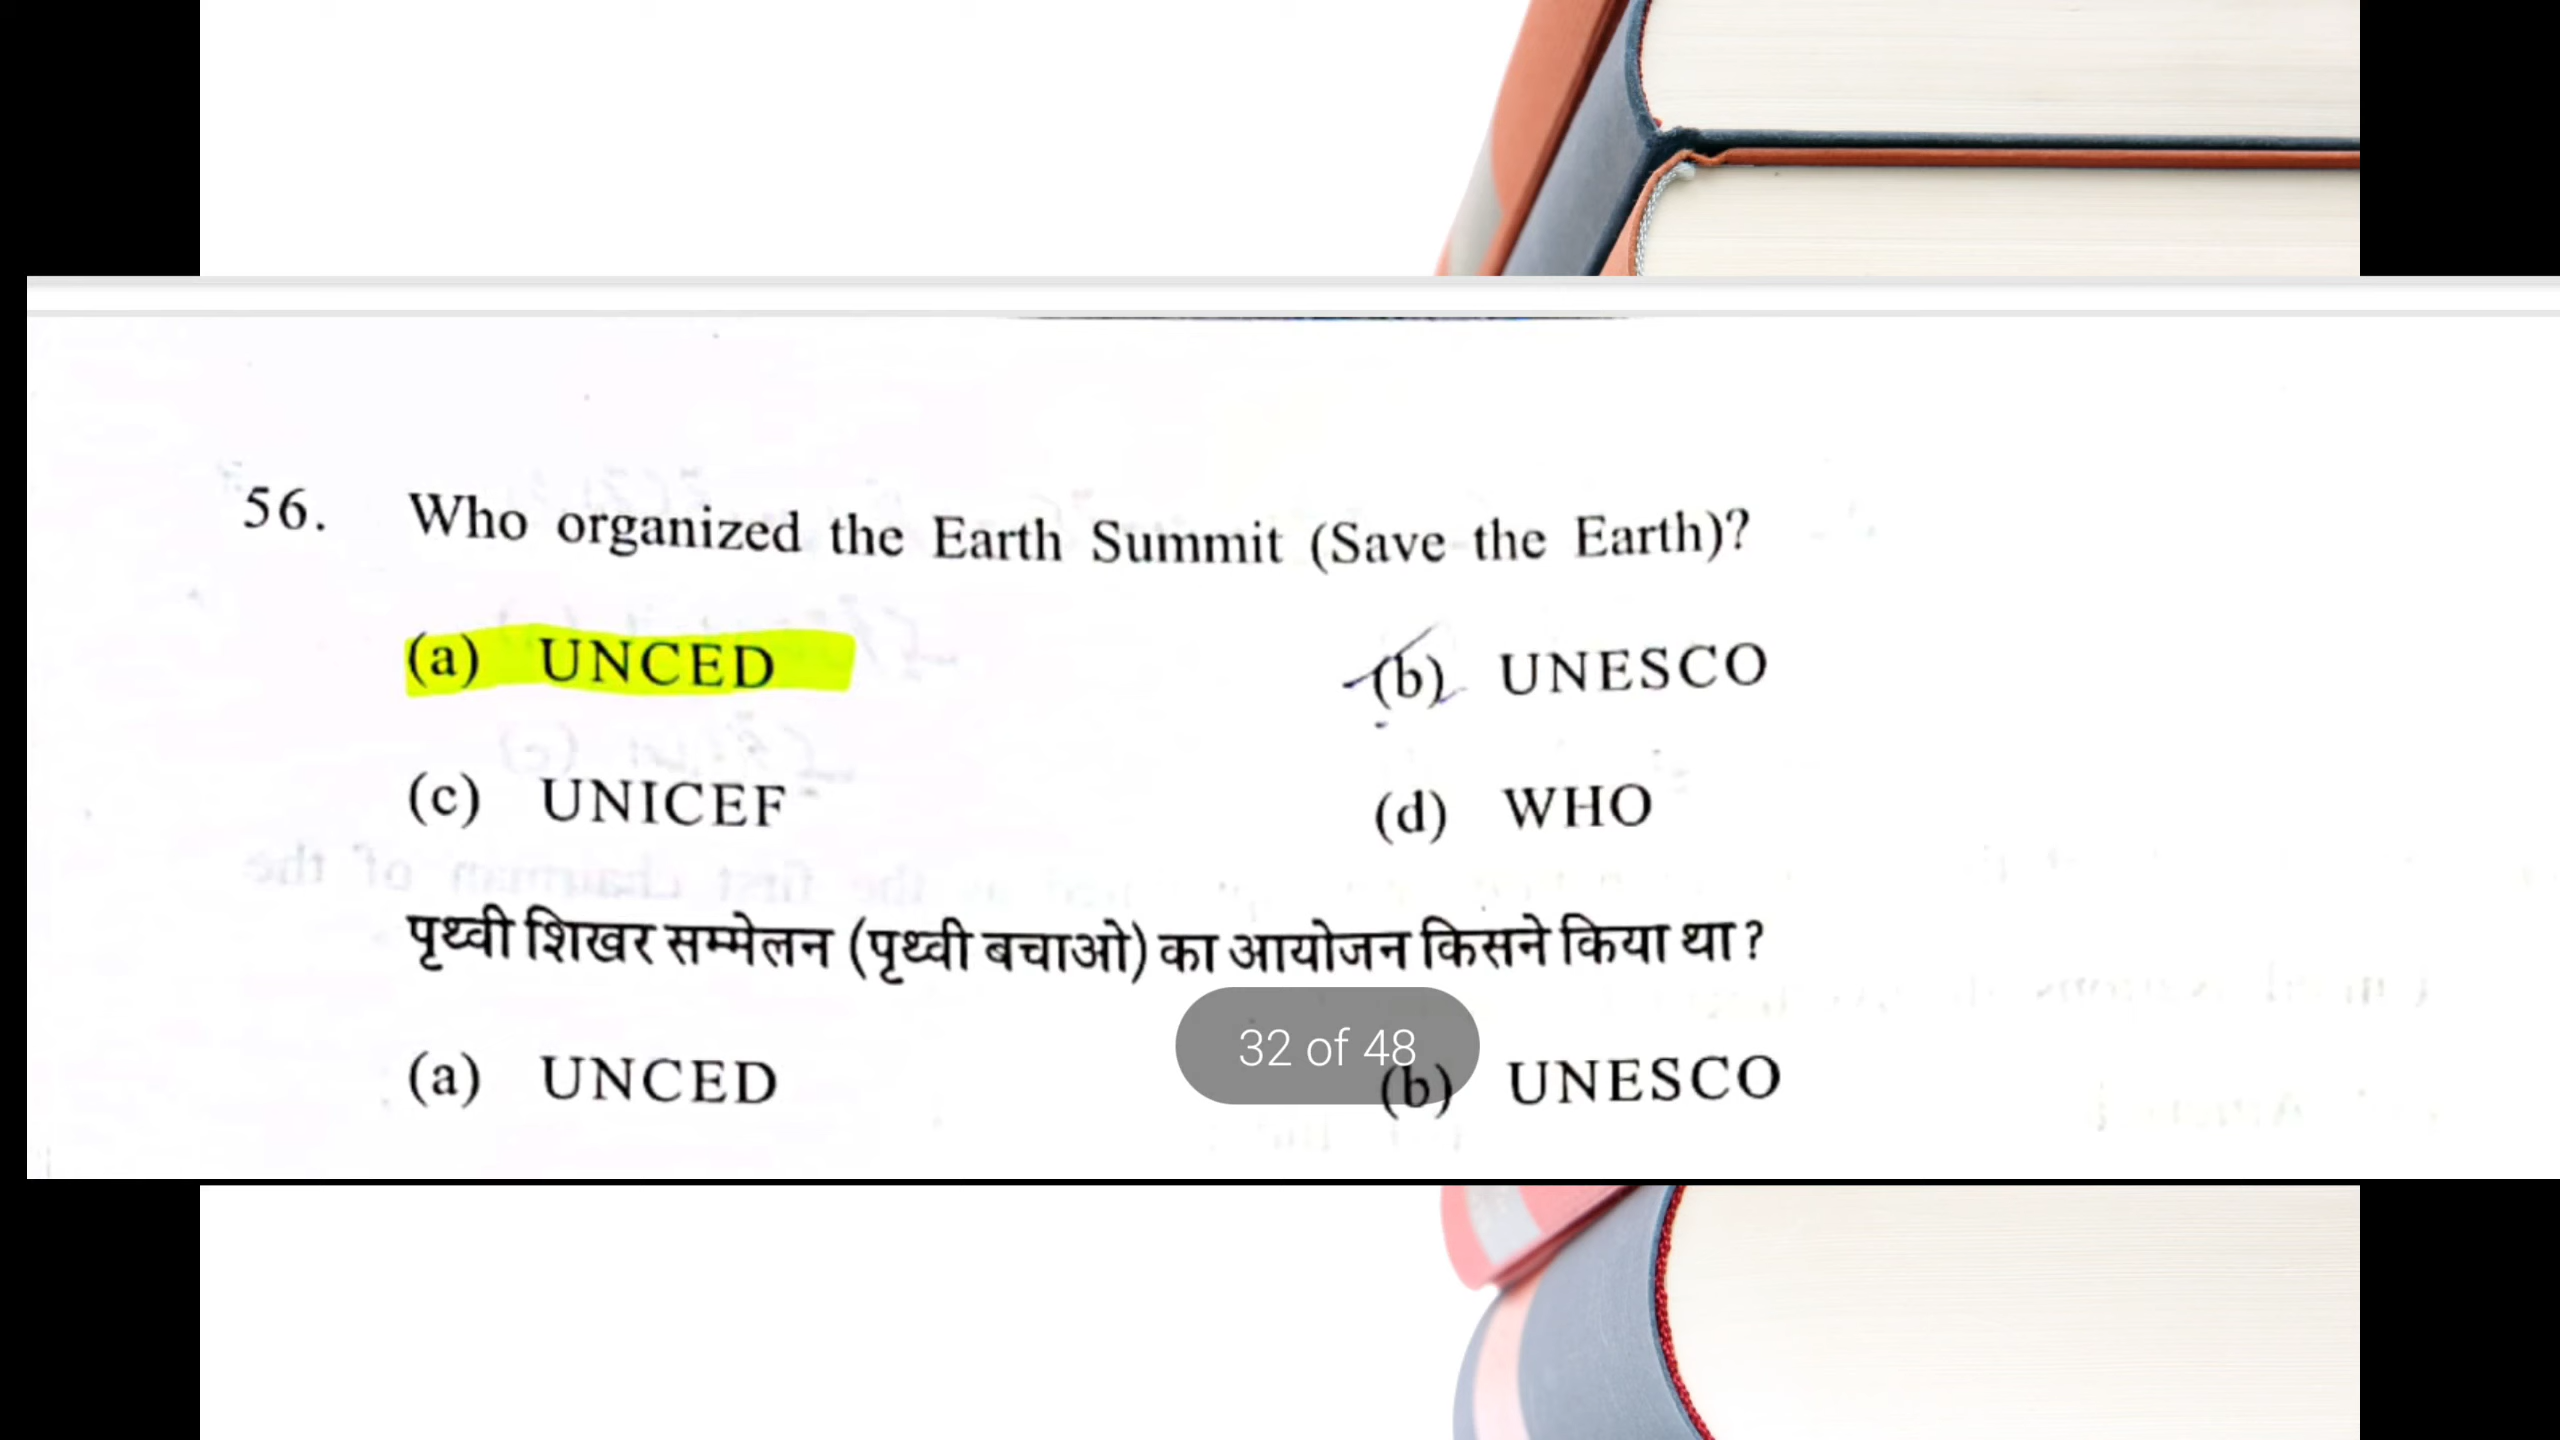 56. Who organized the Earth Summit (Save the Earth)?
(a) UNCED (b) UNESCO
(c) UNICEF (d) WHO
पृथ्वी शिखर सम्मेलन (पृथ्वी बचाओ) का आयोजन किसने किया था?
32 of 48
(a) UNCED (b) UNESCO